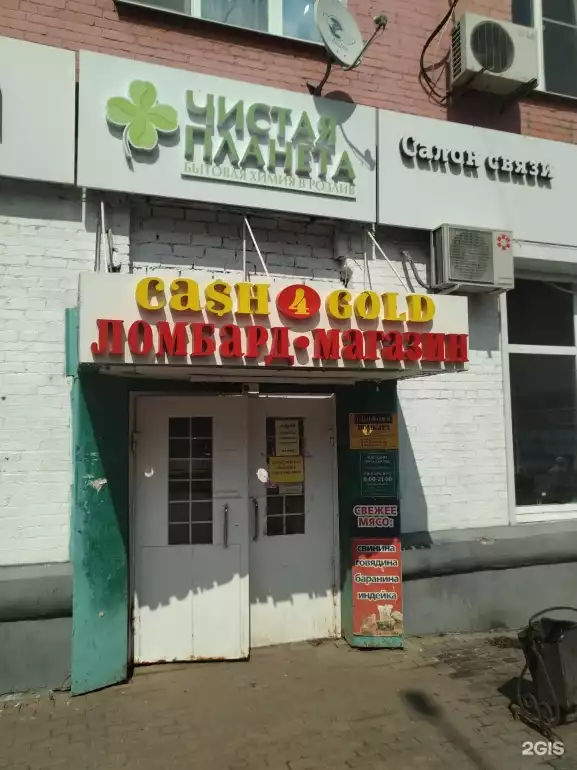 ЧИСТАЯ
ПЛАНЕТА
БЫТОВАЯ ХИМИЯ В РОЗЛИВ
Салон связи
Ca$H 4 GOLD
ЛОМБАРД•МАГАЗИН
СВЕЖЕЕ
МЯСО:
свинина
говядина
баранина
индейка
2GIS